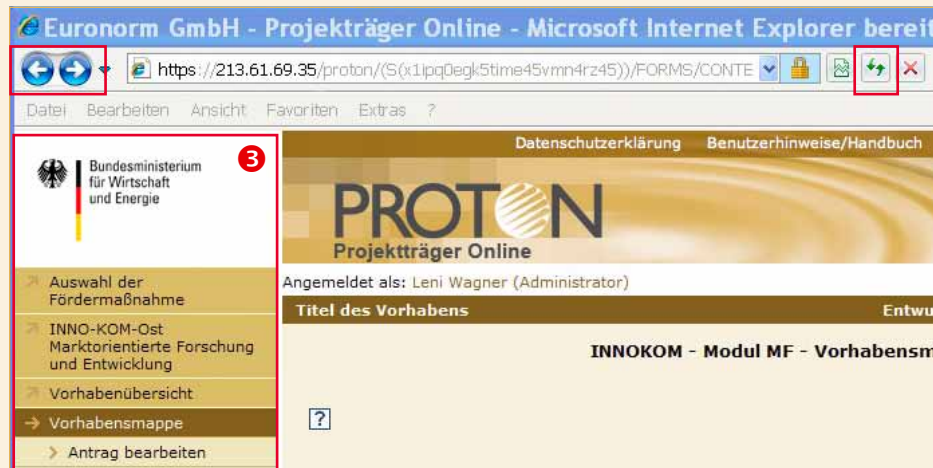 Euronorm GmbH - Projekträger Online - Microsoft Internet Explorer bereit
https://213.61.69.35/proton/(S(x1ipq0egk5time45vmn4rz45))/FORMS/CONTE
Datei Bearbeiten Ansicht Favoriten Extras ?
Bundesministerium
für Wirtschaft
und Energie
3
Datenschutzerklärung Benutzerhinweise/Handbuch
PROTON
Projektträger Online
Angemeldet als: Leni Wagner (Administrator)
Titel des Vorhabens Entwu
INNOKOM - Modul MF - Vorhabensm
?
Auswahl der
Fördermaßnahme
INNO-KOM-Ost
Marktorientierte Forschung
und Entwicklung
Vorhabenübersicht
Vorhabensmappe
Antrag bearbeiten